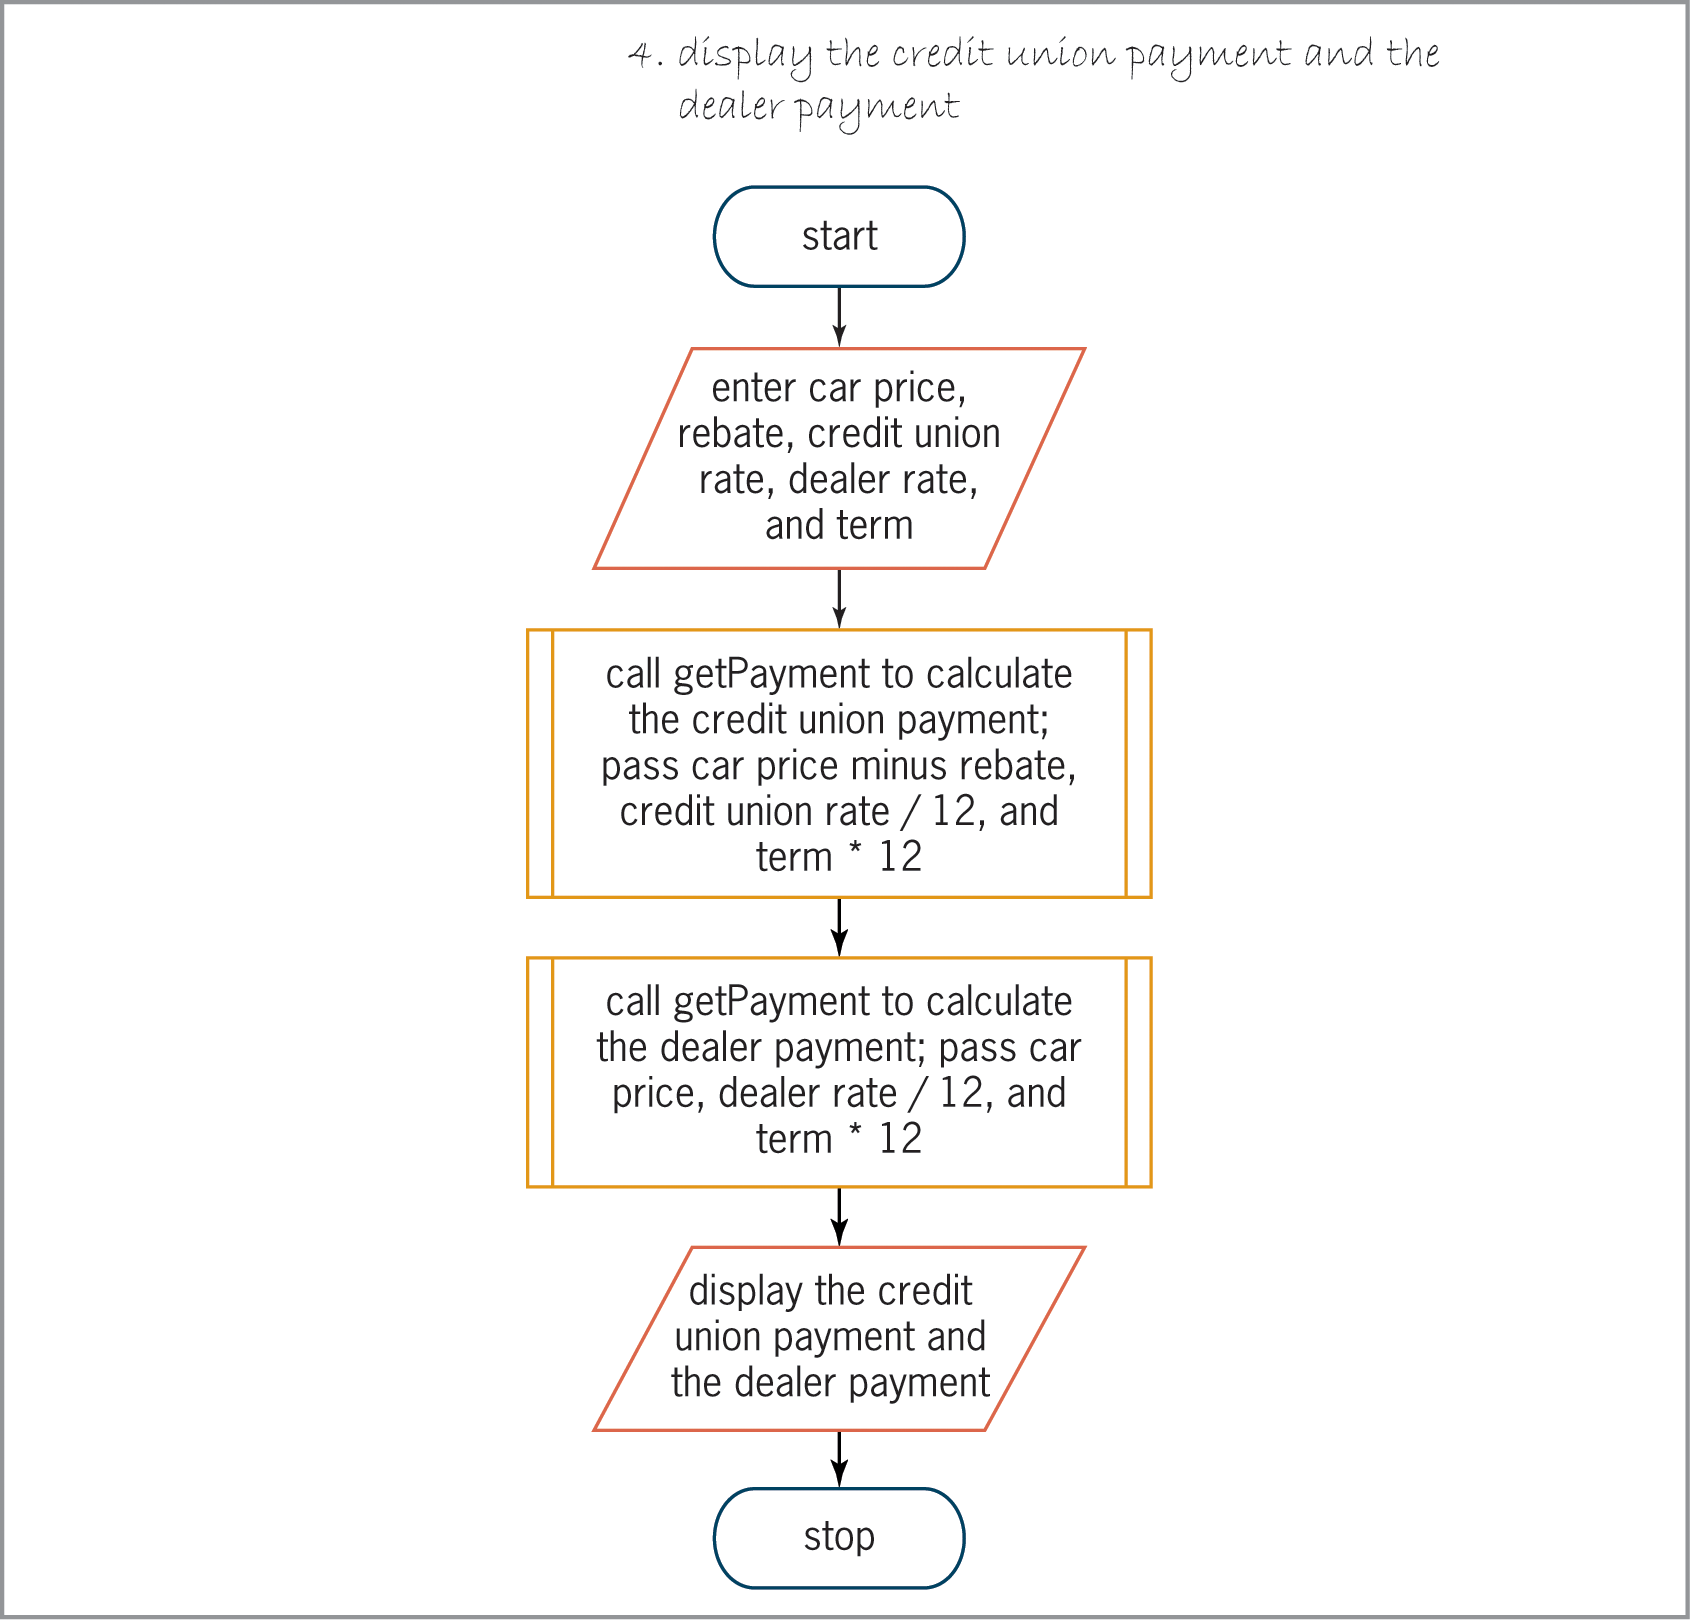 4. display the credit union payment and the
dealer payment
start
enter car price,
rebate, credit union
rate, dealer rate,
and term
call getPayment to calculate
the credit union payment;
pass car price minus rebate,
credit union rate / 12, and
term * 12
call getPayment to calculate
the dealer payment; pass car
price, dealer rate / 12, and
term * 12
display the credit
union payment and
the dealer payment
stop